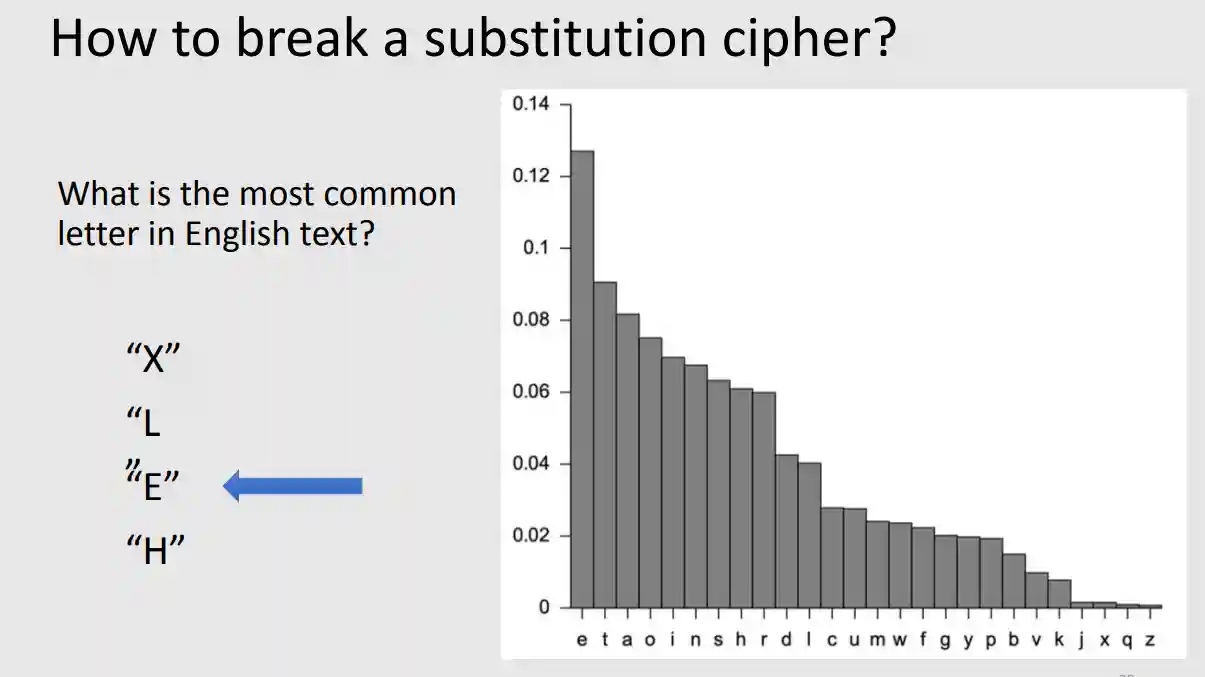 How to break a substitution cipher?
What is the most common
letter in English text?
“X”
“L
”
“E”
“H”
0.14
0.12
0.1
0.08
0.06
0.04
0.02
0
e t a o i n s h r d l c u m w f g y p b v k j x q z